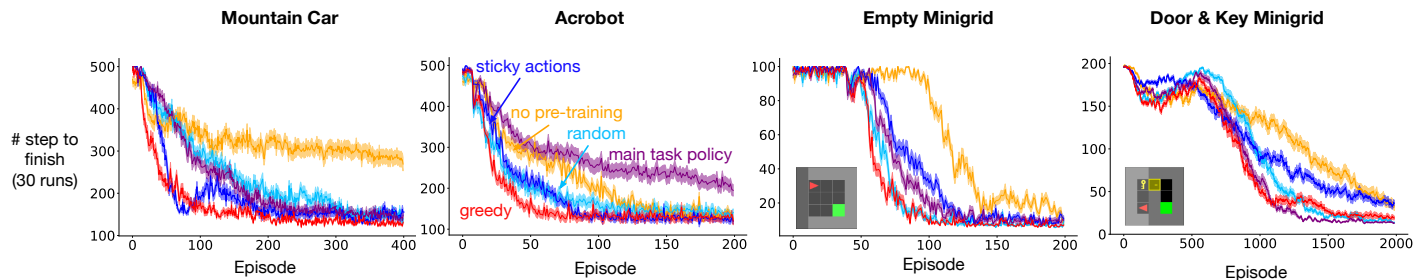 Mountain Car
Acrobot
Empty Minigrid
Door & Key Minigrid
# step to
finish
(30 runs)
500
400
300
200
100
0
100
200
300
400
Episode
500
400
300
200
100
0
50
100
150
200
Episode
sticky actions
no pre-training
random
main task policy
greedy
100
80
60
40
20
0
50
100
150
200
Episode
200
150
100
50
0
0
500
1000
1500
2000
Episode